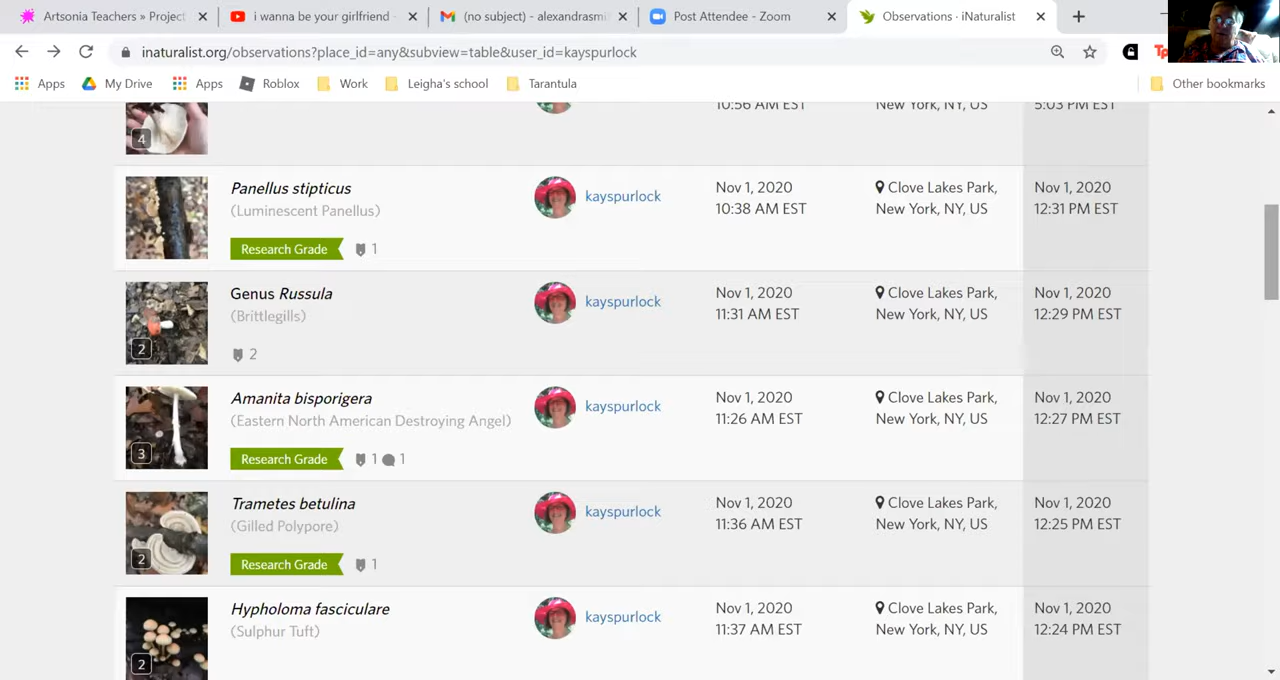 Artsonia Teachers » Project
i wanna be your girlfriend -
(no subject) - alexandrasmi
Post Attendee - Zoom
Observations · iNaturalist
inaturalist.org/observations?place_id=any&subview=table&user_id=kayspurlock
Apps
My Drive
Apps
Roblox
Work
Leigha's school
Tarantula
Other bookmarks
4
10:56 AM EST
New York, NY, US
5:03 PM EST
Panellus stipticus
(Luminescent Panellus)
Research Grade
1
kayspurlock
Nov 1, 2020
10:38 AM EST
Clove Lakes Park,
New York, NY, US
Nov 1, 2020
12:31 PM EST
2
Genus Russula
(Brittlegills)
2
kayspurlock
Nov 1, 2020
11:31 AM EST
Clove Lakes Park,
New York, NY, US
Nov 1, 2020
12:29 PM EST
3
Amanita bisporigera
(Eastern North American Destroying Angel)
Research Grade
1 1
kayspurlock
Nov 1, 2020
11:26 AM EST
Clove Lakes Park,
New York, NY, US
Nov 1, 2020
12:27 PM EST
2
Trametes betulina
(Gilled Polypore)
Research Grade
1
kayspurlock
Nov 1, 2020
11:36 AM EST
Clove Lakes Park,
New York, NY, US
Nov 1, 2020
12:25 PM EST
2
Hypholoma fasciculare
(Sulphur Tuft)
kayspurlock
Nov 1, 2020
11:37 AM EST
Clove Lakes Park,
New York, NY, US
Nov 1, 2020
12:24 PM EST